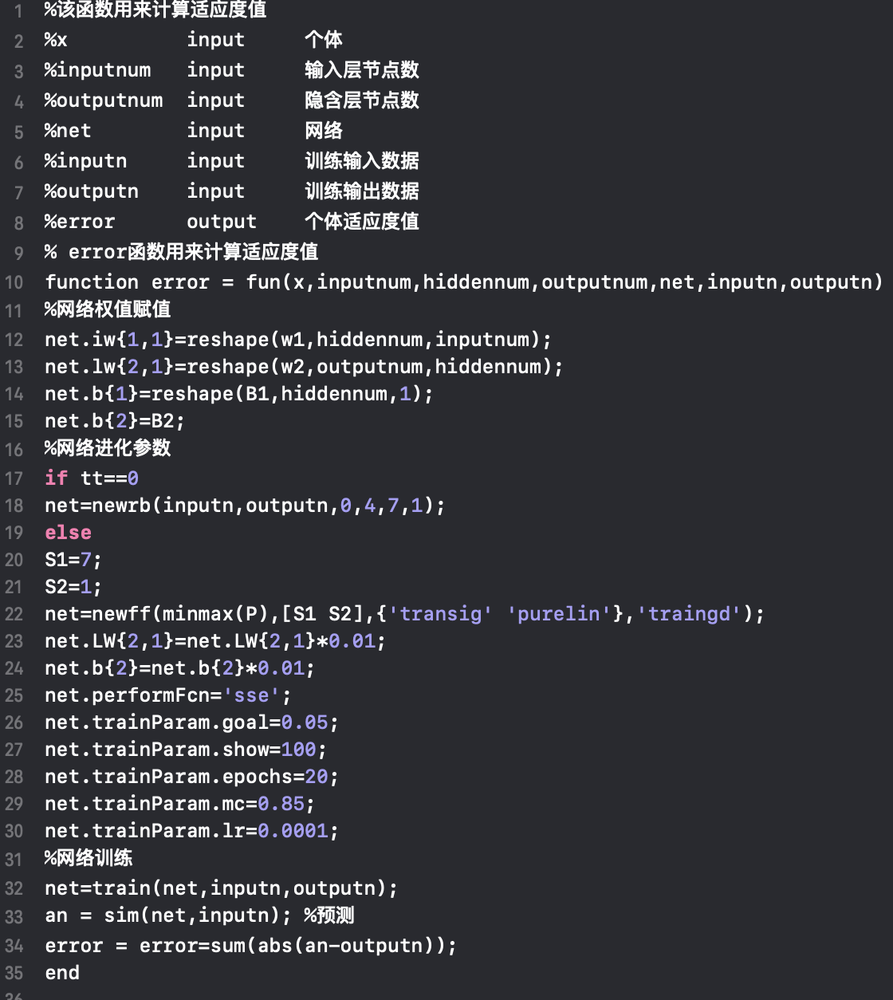 1 %该函数用来计算适应度值
2 %x input 个体
3 %inputnum input 输入层节点数
4 %outputnum input 隐含层节点数
5 %net input 网络
6 %inputn input 训练输入数据
7 %outputn input 训练输出数据
8 %error output 个体适应度值
9 % error函数用来计算适应度值
10 function error = fun(x,inputnum,hiddennum,outputnum,net,inputn,outputn)
11 %网络权值赋值
12 net.iw{1,1}=reshape(w1,hiddennum,inputnum);
13 net.lw{2,1}=reshape(w2,outputnum,hiddennum);
14 net.b{1}=reshape(B1,hiddennum,1);
15 net.b{2}=B2;
16 %网络进化参数
17 if tt==0
18 net=newrb(inputn,outputn,0,4,7,1);
19 else
20 S1=7;
21 S2=1;
22 net=newff(minmax(P),[S1 S2],{'transig' 'purelin'},'traingd');
23 net.LW{2,1}=net.LW{2,1}*0.01;
24 net.b{2}=net.b{2}*0.01;
25 net.performFcn='sse';
26 net.trainParam.goal=0.05;
27 net.trainParam.show=100;
28 net.trainParam.epochs=20;
29 net.trainParam.mc=0.85;
30 net.trainParam.lr=0.0001;
31 %网络训练
32 net=train(net,inputn,outputn);
33 an = sim(net,inputn); %预测
34 error = error=sum(abs(an-outputn));
35 end
36